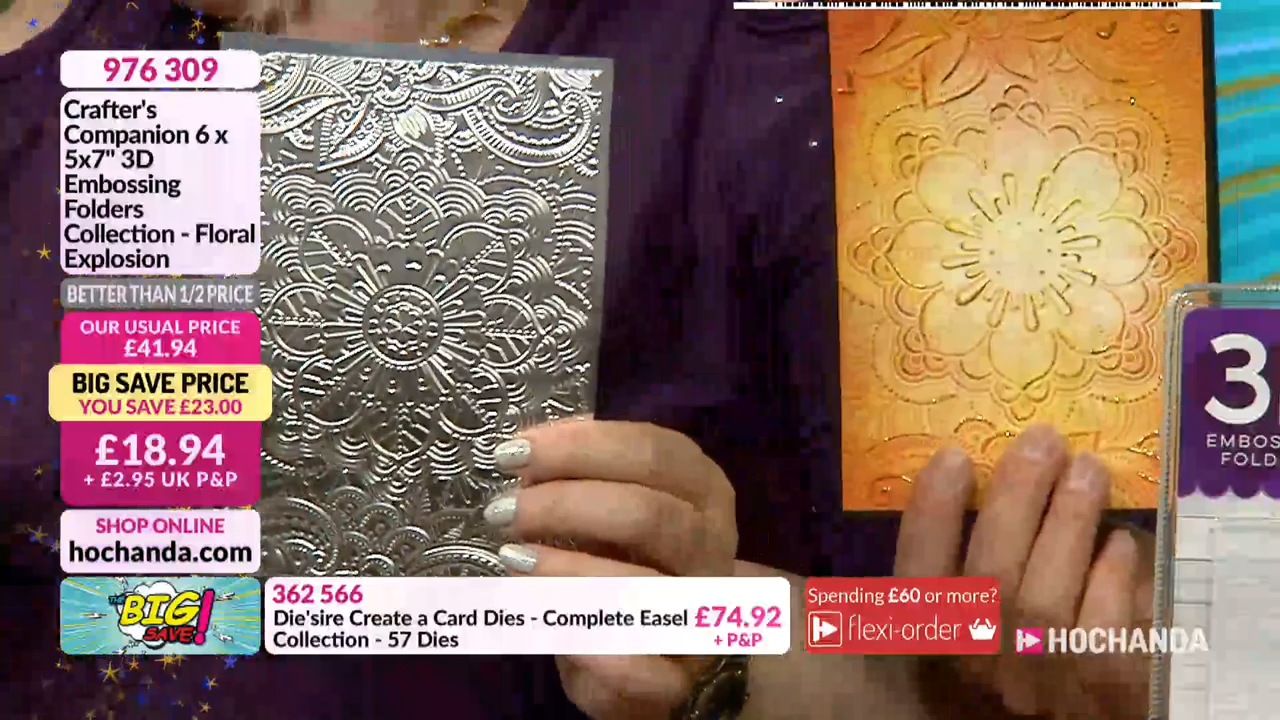 976 309
Crafter's
Companion 6 x
5x7" 3D
Embossing
Folders
Collection - Floral
Explosion
BETTER THAN 1/2 PRICE
OUR USUAL PRICE
£41.94
BIG SAVE PRICE
YOU SAVE £23.00
£18.94
+ £2.95 UK P&P
SHOP ONLINE
hochanda.com
THE BIG SAVE!
362 566
Die'sire Create a Card Dies - Complete Easel
Collection - 57 Dies
£74.92
+ P&P
Spending £60 or more?
flexi-order
HOCHANDA
3
EMBOS
FOLD